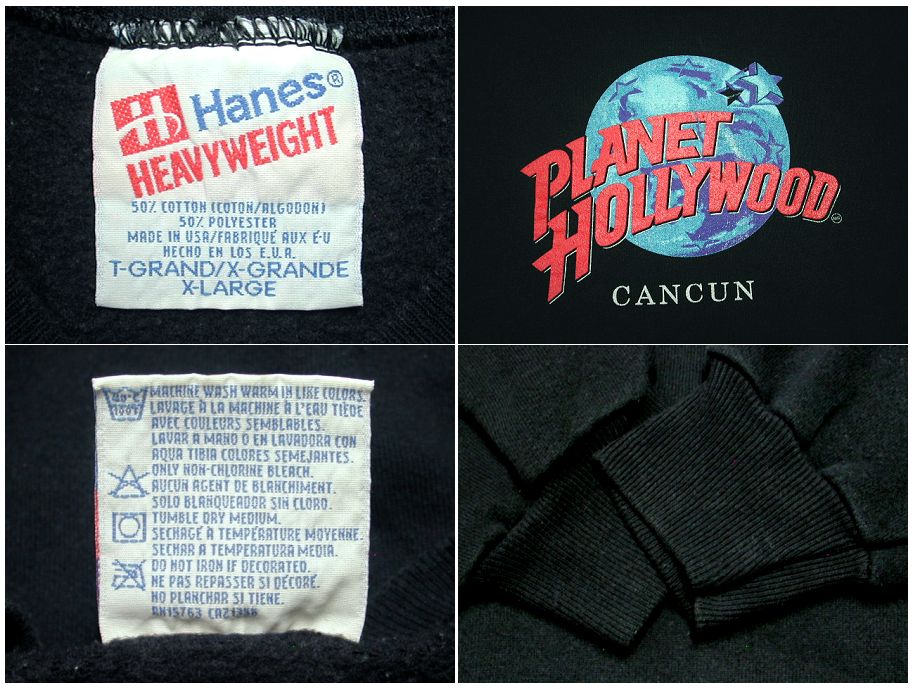 Hanes®
HEAVYWEIGHT
50% COTTON (COTON/ALGODON)
50% POLYESTER
MADE IN USA/FABRIQUÉ AUX É-U
HECHO EN LOS E.U.A.
T-GRAND/X-GRANDE
X-LARGE
PLANET
HOLLYWOOD
CANCUN
MACHINE WASH WARM IN LIKE COLORS.
LAVAGE À LA MACHINE À L'EAU TIÈDE
AVEC COULEURS SEMBLABLES.
LAVAR A MANO O EN LAVADORA CON
AQUA TIBIA COLORES SEMEJANTES.
ONLY NON-CHLORINE BLEACH.
AUCUN AGENT DE BLANCHIMENT.
SOLO BLANQUEADOR SIN CLORO.
TUMBLE DRY MEDIUM.
SECHAGÉ À TEMPÉRATURE MOYENNE.
SECHAR A TEMPERATURA MEDIA.
DO NOT IRON IF DECORATED.
NE PAS REPASSER SI DÉCORÉ.
NO PLANCHAR SI TIENE.
RN15763